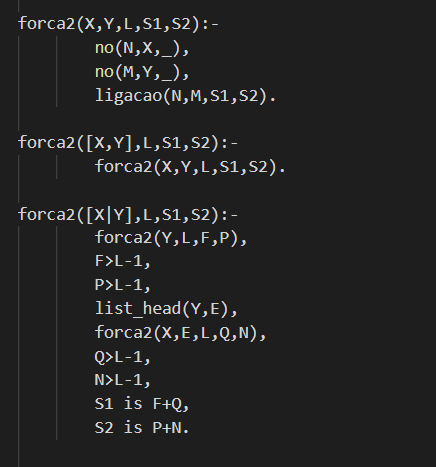 forca2(X,Y,L,S1,S2):-
no(N,X,_),
no(M,Y,_),
ligacao(N,M,S1,S2).
forca2([X,Y],L,S1,S2):-
forca2(X,Y,L,S1,S2).
forca2([X|Y],L,S1,S2):-
forca2(Y,L,F,P),
F>L-1,
P>L-1,
list_head(Y,E),
forca2(X,E,L,Q,N),
Q>L-1,
N>L-1,
S1 is F+Q,
S2 is P+N.